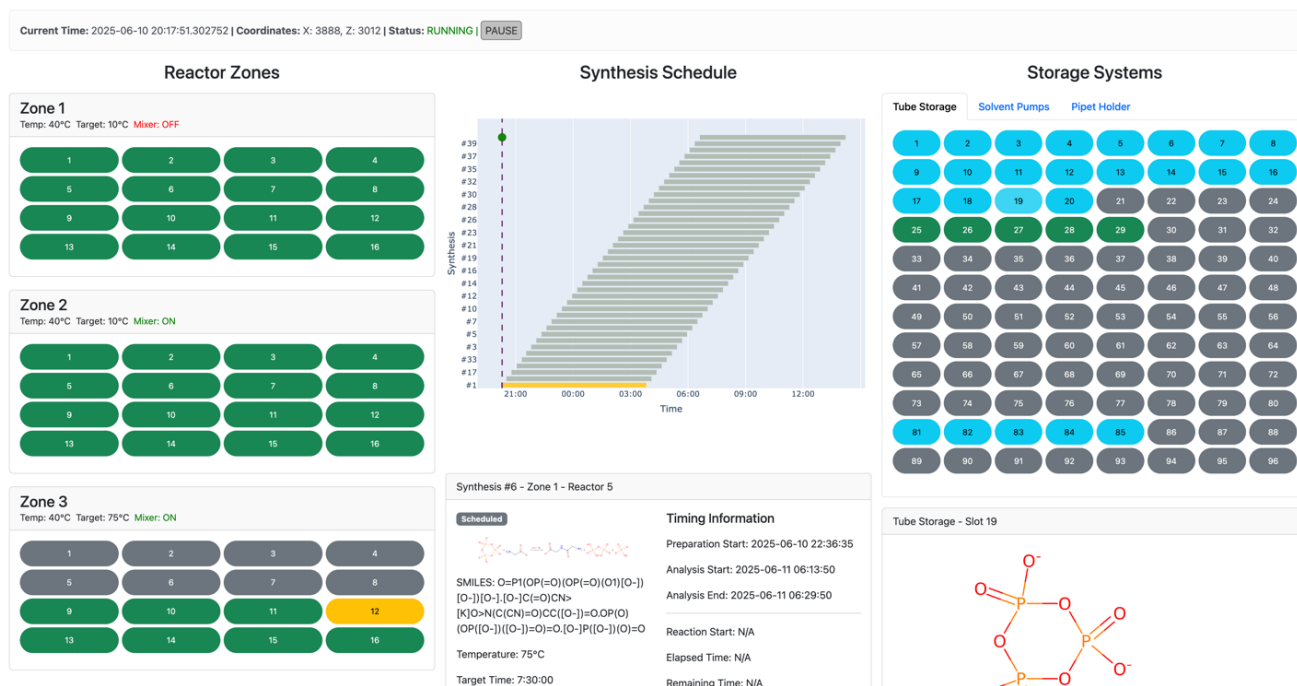 Current Time: 2025-06-10 20:17:51.302752 | Coordinates: X: 3888, Z: 3012 | Status: RUNNING | PAUSE
Reactor Zones
Zone 1
Temp: 40°C Target: 10°C Mixer: OFF
1 2 3 4
5 6 7 8
9 10 11 12
13 14 15 16
Zone 2
Temp: 40°C Target: 10°C Mixer: ON
1 2 3 4
5 6 7 8
9 10 11 12
13 14 15 16
Zone 3
Temp: 40°C Target: 75°C Mixer: ON
1 2 3 4
5 6 7 8
9 10 11 12
13 14 15 16
Synthesis Schedule
Synthesis
#39
#37
#35
#32
#30
#28
#26
#23
#21
#19
#16
#14
#12
#10
#7
#5
#3
#33
#17
#1
21:00 00:00 03:00 06:00 09:00 12:00
Time
Synthesis #6 - Zone 1 - Reactor 5
Scheduled
SMILES: O=P1(OP(=O)(OP(=O)(O1)[O-])
[O-])[O-].[O-]C(=O)CN>
[K]O>N(C(CN)=O)CC([O-])=O.OP(O)
(OP([O-])([O-])=O)=O.[O-]P([O-])(O)=O
Temperature: 75°C
Target Time: 7:30:00
Timing Information
Preparation Start: 2025-06-10 22:36:35
Analysis Start: 2025-06-11 06:13:50
Analysis End: 2025-06-11 06:29:50
Reaction Start: N/A
Elapsed Time: N/A
Remaining Time: N/A
Storage Systems
Tube Storage Solvent Pumps Pipet Holder
1 2 3 4 5 6 7 8
9 10 11 12 13 14 15 16
17 18 19 20 21 22 23 24
25 26 27 28 29 30 31 32
33 34 35 36 37 38 39 40
41 42 43 44 45 46 47 48
49 50 51 52 53 54 55 56
57 58 59 60 61 62 63 64
65 66 67 68 69 70 71 72
73 74 75 76 77 78 79 80
81 82 83 84 85 86 87 88
89 90 91 92 93 94 95 96
Tube Storage - Slot 19
O-
O
P O O
O P
O-
P O